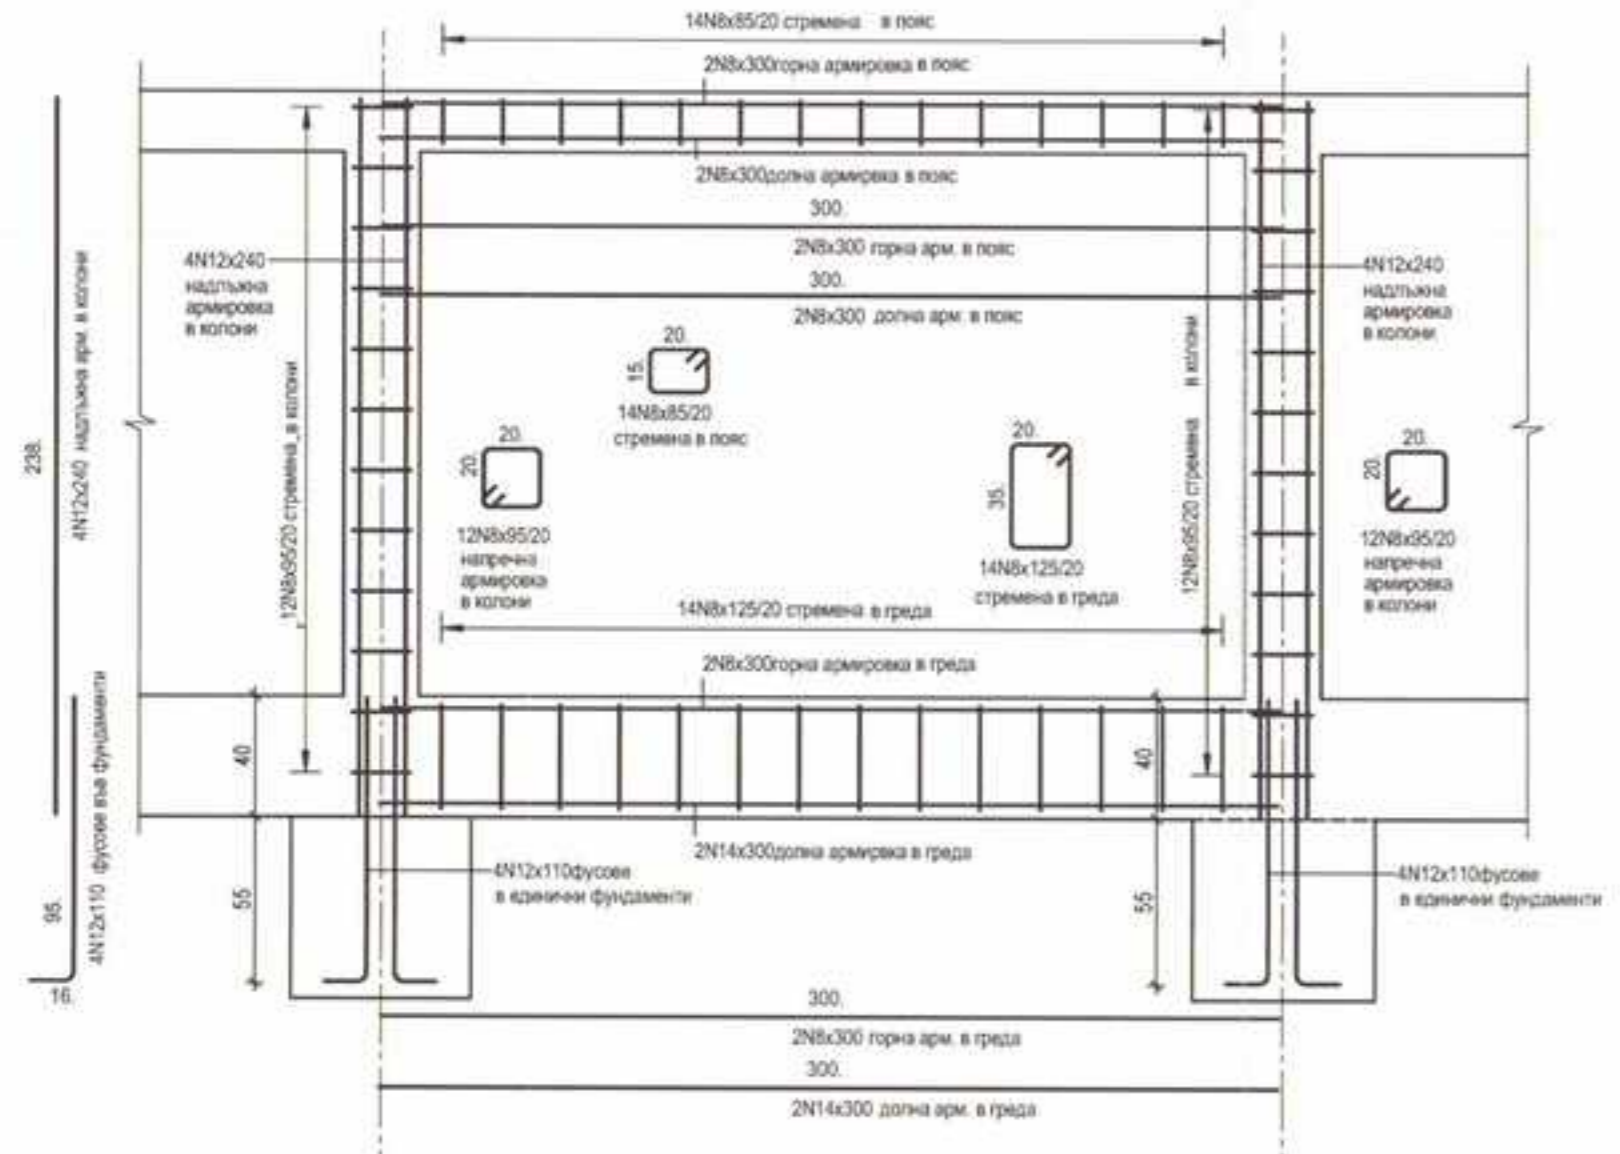 14N8x85/20 стремена в пояс
2N8x300горна армировка в пояс
2N8x300долна армирвка в пояс
300.
2N8x300 горна арм. в пояс
300.
2N8x300 долна арм. в пояс
4N12x240
надлъжна
армировка
в колони
4N12x240
надлъжна
армировка
в колони
238.
4N12x240 надлъжна арм. в колони
12N8x95/20 стремена в колони
12N8x95/20 стремена в колони
20.
15.
14N8x85/20
стремена в пояс
20.
20.
12N8x95/20
напречна
армировка
в колони
20.
35.
14N8x125/20
стремена в греда
20.
20.
12N8x95/20
напречна
армировка
в колони
14N8x125/20 стремена в греда
2N8x300горна армировка в греда
40
40
2N14x300долна армирвка в греда
4N12x110фусове
в единични фундаменти
4N12x110фусове
в единични фундаменти
55
55
95.
16.
4N12x110 фусове във фундаменти
300.
2N8x300 горна арм. в греда
300.
2N14x300 долна арм. в греда